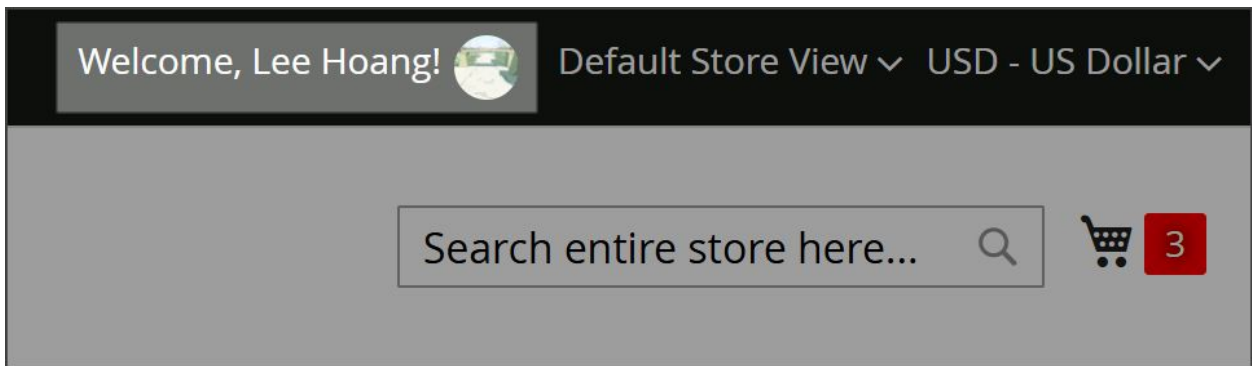 Welcome, Lee Hoang! Default Store View USD - US Dollar
Search entire store here... 3